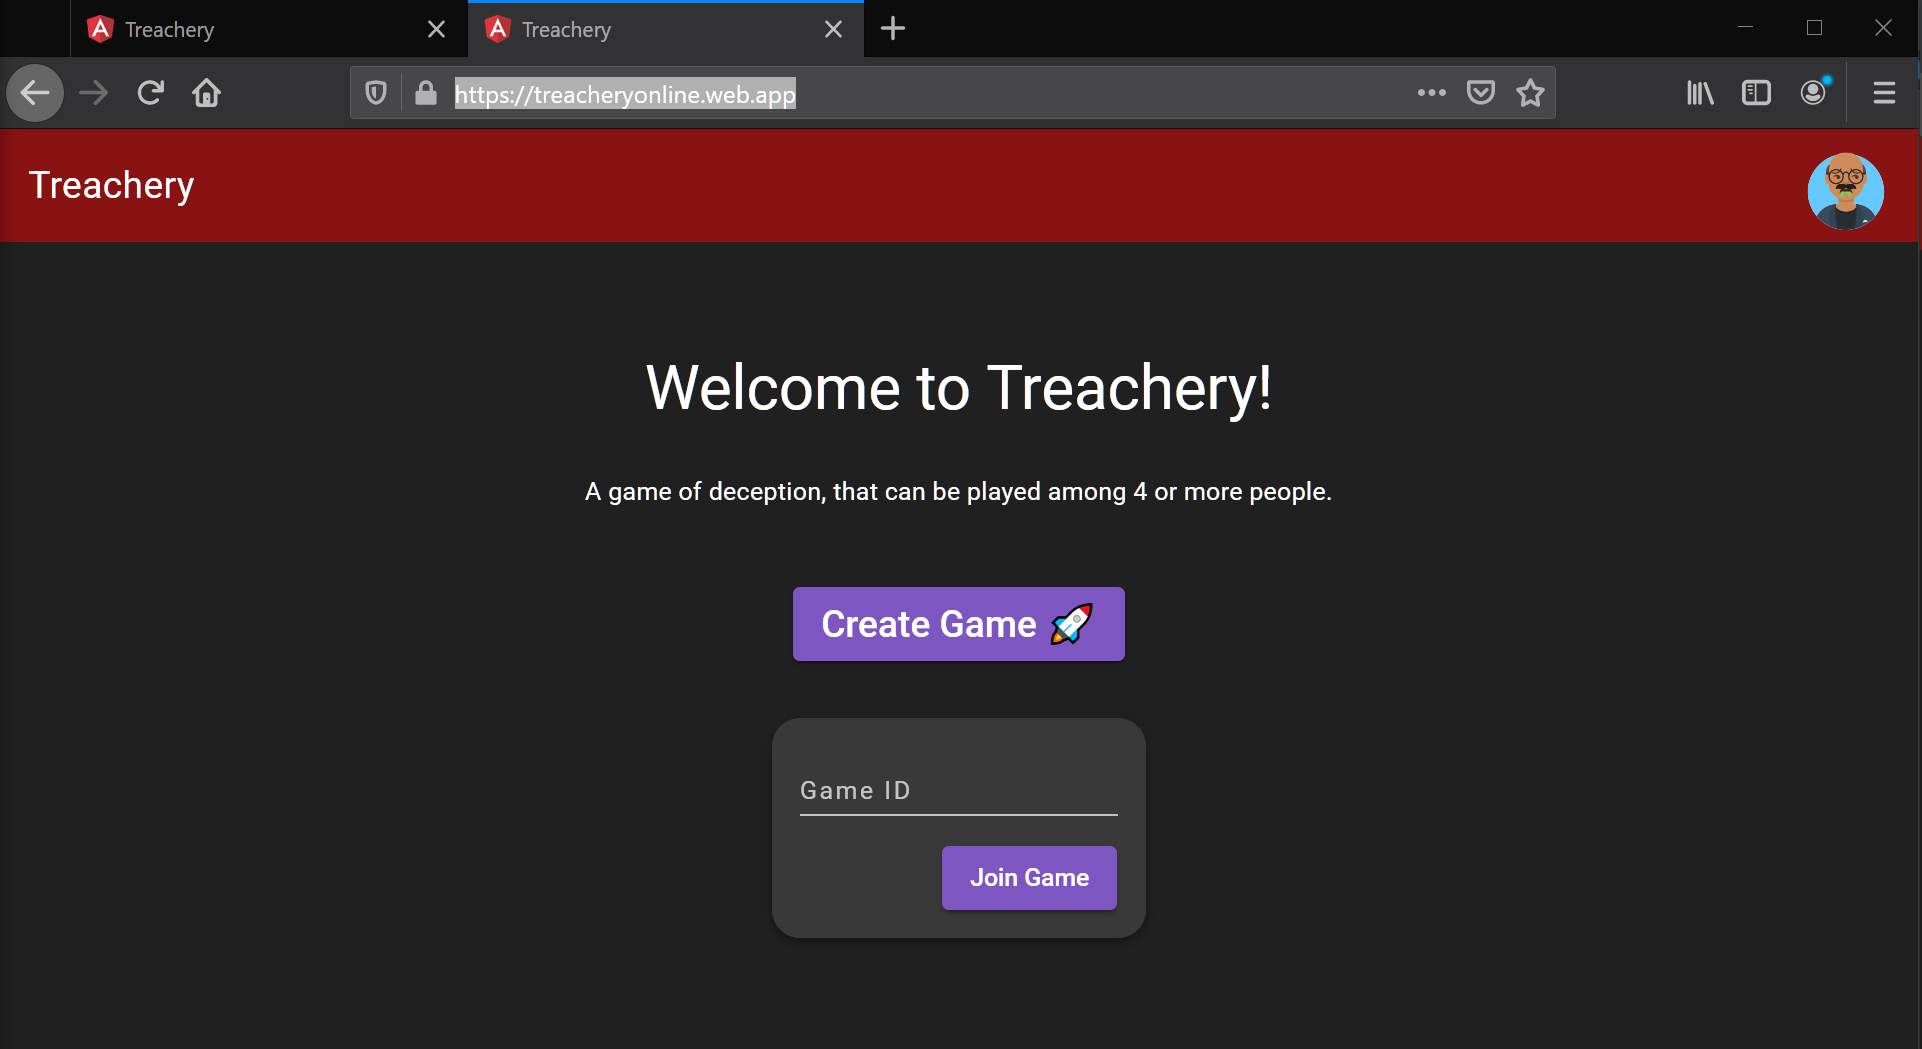 Treachery
Treachery
https://treacheryonline.web.app
Treachery
Welcome to Treachery!
A game of deception, that can be played among 4 or more people.
Create Game 🚀
Game ID
Join Game